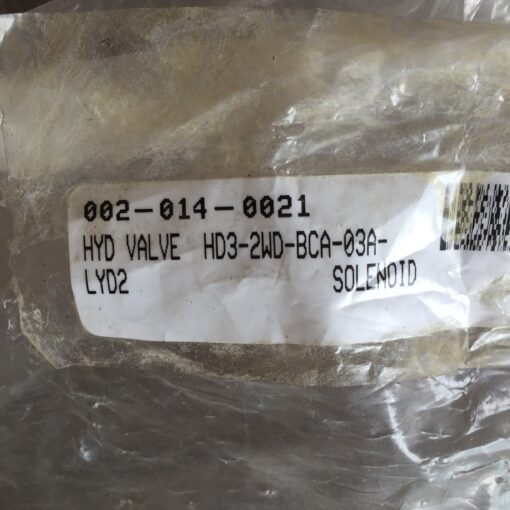 002-014-0021
HYD VALVE HD3-2WD-BCA-03A-
LYD2 SOLENOID